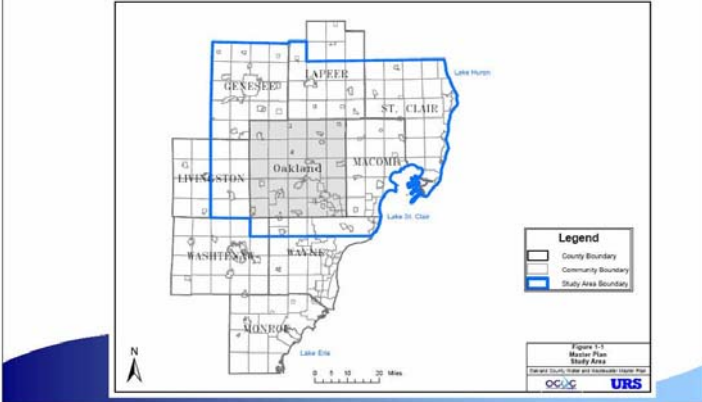 LAPEER
Lake Huron
GENESEE
ST. CLAIR
Oakland
MACOMB
LIVINGSTON
Lake St. Clair
WASHTENAW
WAYNE
Legend
County Boundary
Community Boundary
Study Area Boundary
MONROE
Lake Erie
N
0 5 10 20 Miles
Figure 1-1
Master Plan
Study Area
Oakland County Water and Wastewater Master Plan
OCDC URS